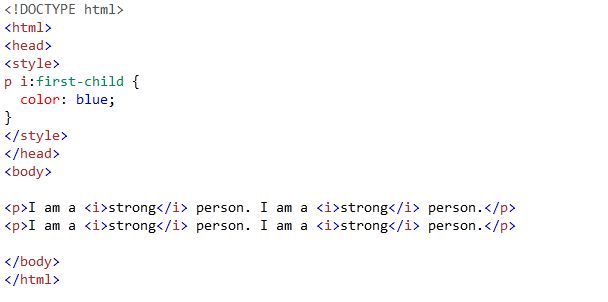 <!DOCTYPE html>
<html>
<head>
<style>
p i:first-child {
  color: blue;
}
</style>
</head>
<body>

<p>I am a <i>strong</i> person. I am a <i>strong</i> person.</p>
<p>I am a <i>strong</i> person. I am a <i>strong</i> person.</p>

</body>
</html>